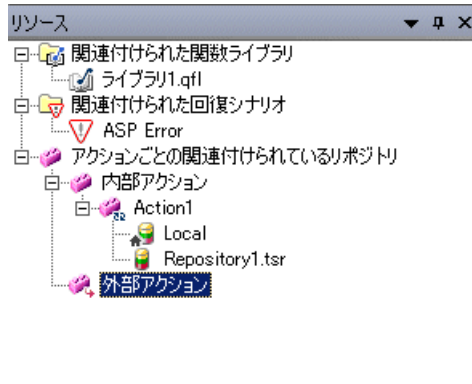 リソース
関連付けられた関数ライブラリ
ライブラリ1.qfl
関連付けられた回復シナリオ
ASP Error
アクションごとの関連付けられているリポジトリ
内部アクション
Action1
Local
Repository1.tsr
外部アクション